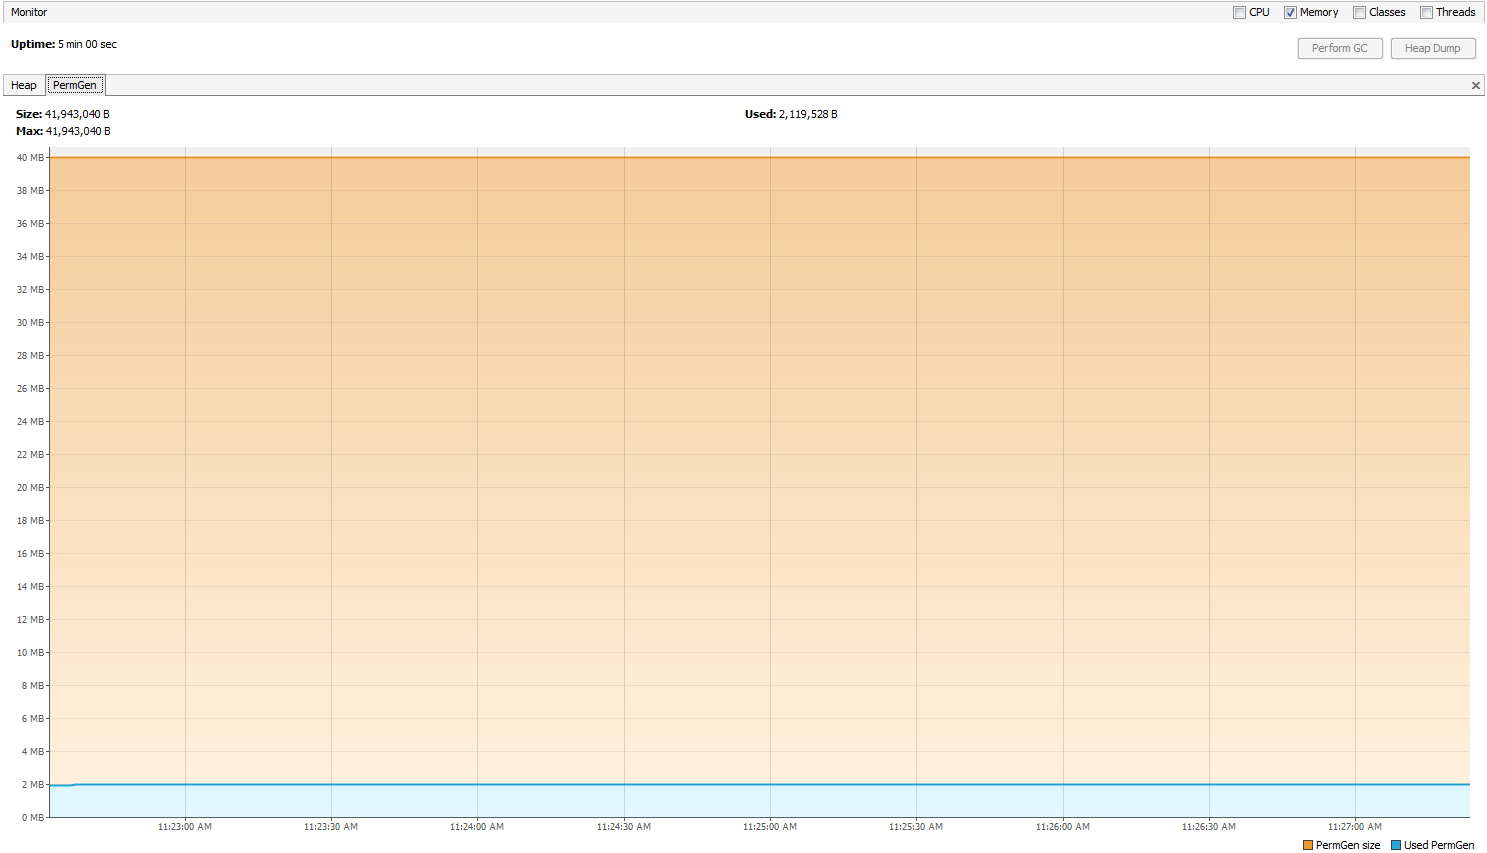 Monitor
CPU Memory Classes Threads
Uptime: 5 min 00 sec
Perform GC Heap Dump
Heap PermGen
Size: 41,943,040 B
Used: 2,119,528 B
Max: 41,943,040 B
40 MB
38 MB
36 MB
34 MB
32 MB
30 MB
28 MB
26 MB
24 MB
22 MB
20 MB
18 MB
16 MB
14 MB
12 MB
10 MB
8 MB
6 MB
4 MB
2 MB
0 MB
11:23:00 AM 11:23:30 AM 11:24:00 AM 11:24:30 AM 11:25:00 AM 11:25:30 AM 11:26:00 AM 11:26:30 AM 11:27:00 AM
PermGen size Used PermGen